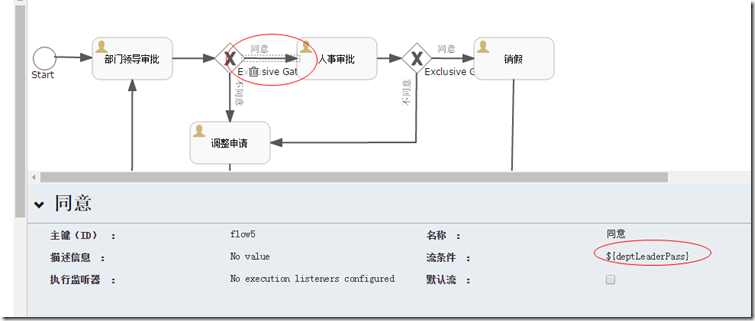 同意
同意
部门领导审批
人事审批
销假
Start
Exclusive Gat
Exclusive G
不同意
不同意
调整申请
同意
主键（ID） ：
flow5
名称 ：
同意
描述信息 ：
No value
流条件 ：
${deptLeaderPass}
执行监听器 ：
No execution listeners configured
默认流 ：